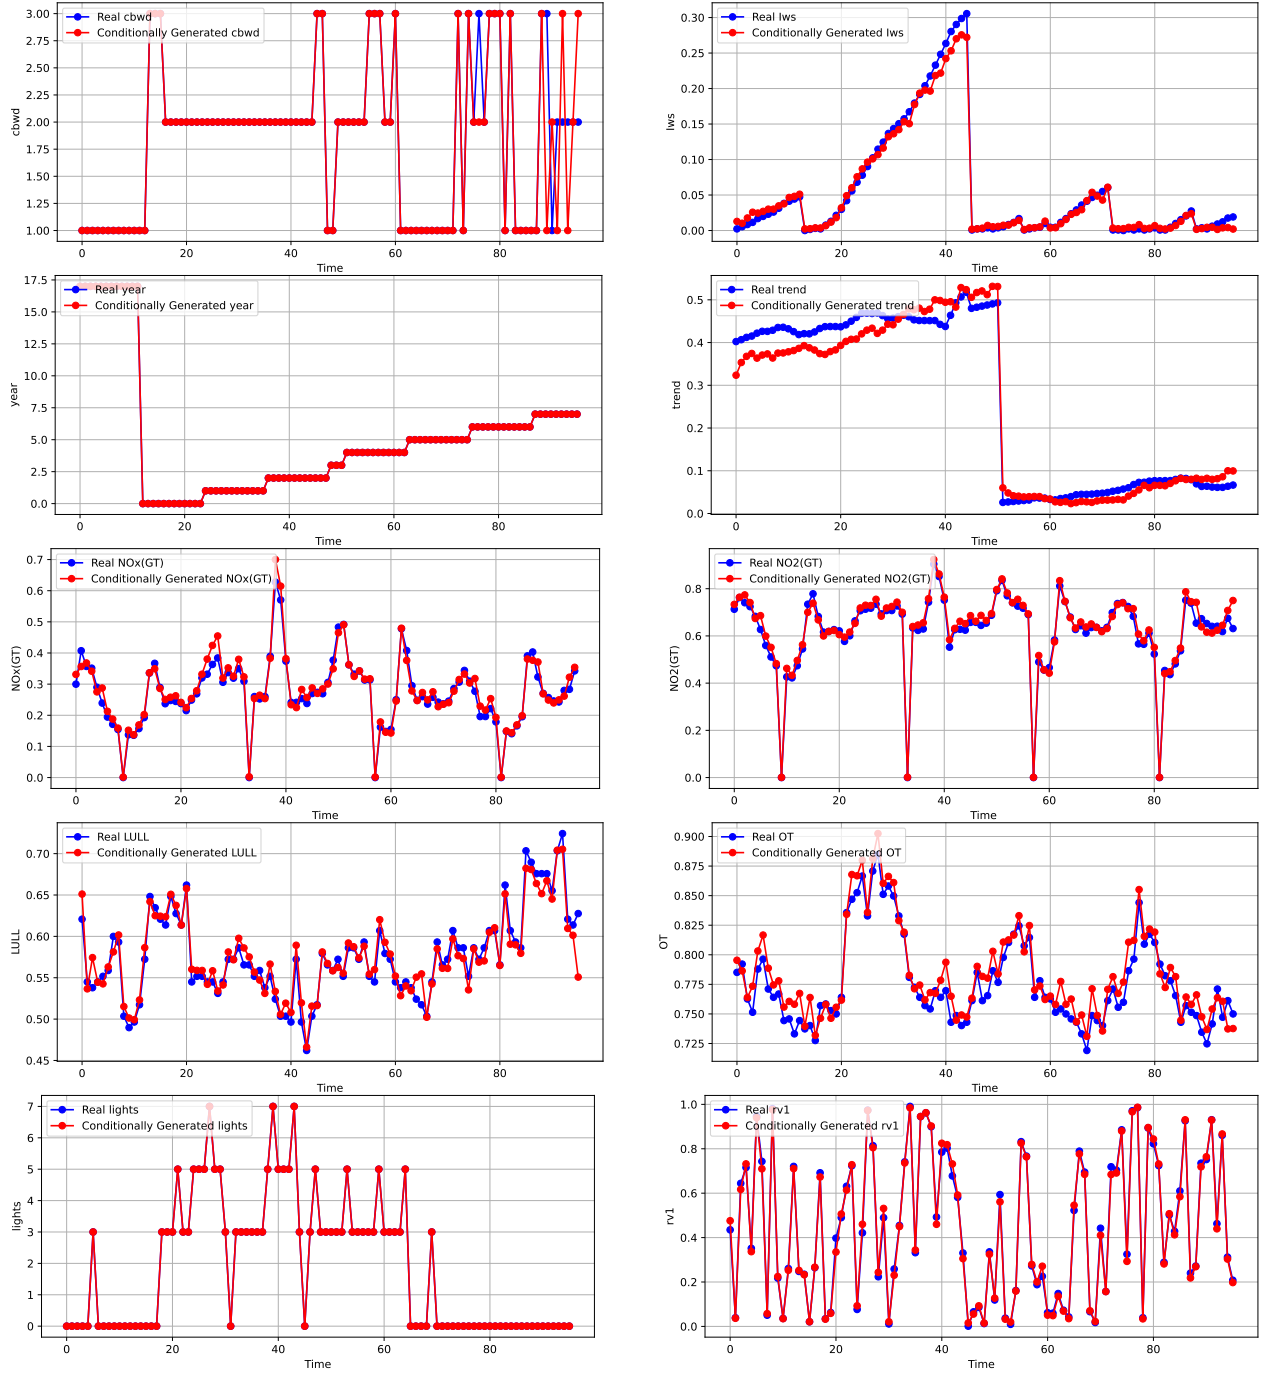 Real cbwd
Conditionally Generated cbwd
3.00
2.75
2.50
2.25
2.00
1.75
1.50
1.25
1.00
cbwd
0 20 40 60 80
Time
Real lws
Conditionally Generated lws
0.30
0.25
0.20
0.15
0.10
0.05
0.00
lws
0 20 40 60 80
Time
Real year
Conditionally Generated year
17.5
15.0
12.5
10.0
7.5
5.0
2.5
0.0
year
0 20 40 60 80
Time
Real trend
Conditionally Generated trend
0.5
0.4
0.3
0.2
0.1
0.0
trend
0 20 40 60 80
Time
Real NOx(GT)
Conditionally Generated NOx(GT)
0.7
0.6
0.5
0.4
0.3
0.2
0.1
0.0
NOx(GT)
0 20 40 60 80
Time
Real NO2(GT)
Conditionally Generated NO2(GT)
0.8
0.6
0.4
0.2
0.0
NO2(GT)
0 20 40 60 80
Time
Real LULL
Conditionally Generated LULL
0.70
0.65
0.60
0.55
0.50
0.45
LULL
0 20 40 60 80
Time
Real OT
Conditionally Generated OT
0.900
0.875
0.850
0.825
0.800
0.775
0.750
0.725
OT
0 20 40 60 80
Time
Real lights
Conditionally Generated lights
7
6
5
4
3
2
1
0
lights
0 20 40 60 80
Time
Real rv1
Conditionally Generated rv1
1.0
0.8
0.6
0.4
0.2
0.0
rv1
0 20 40 60 80
Time